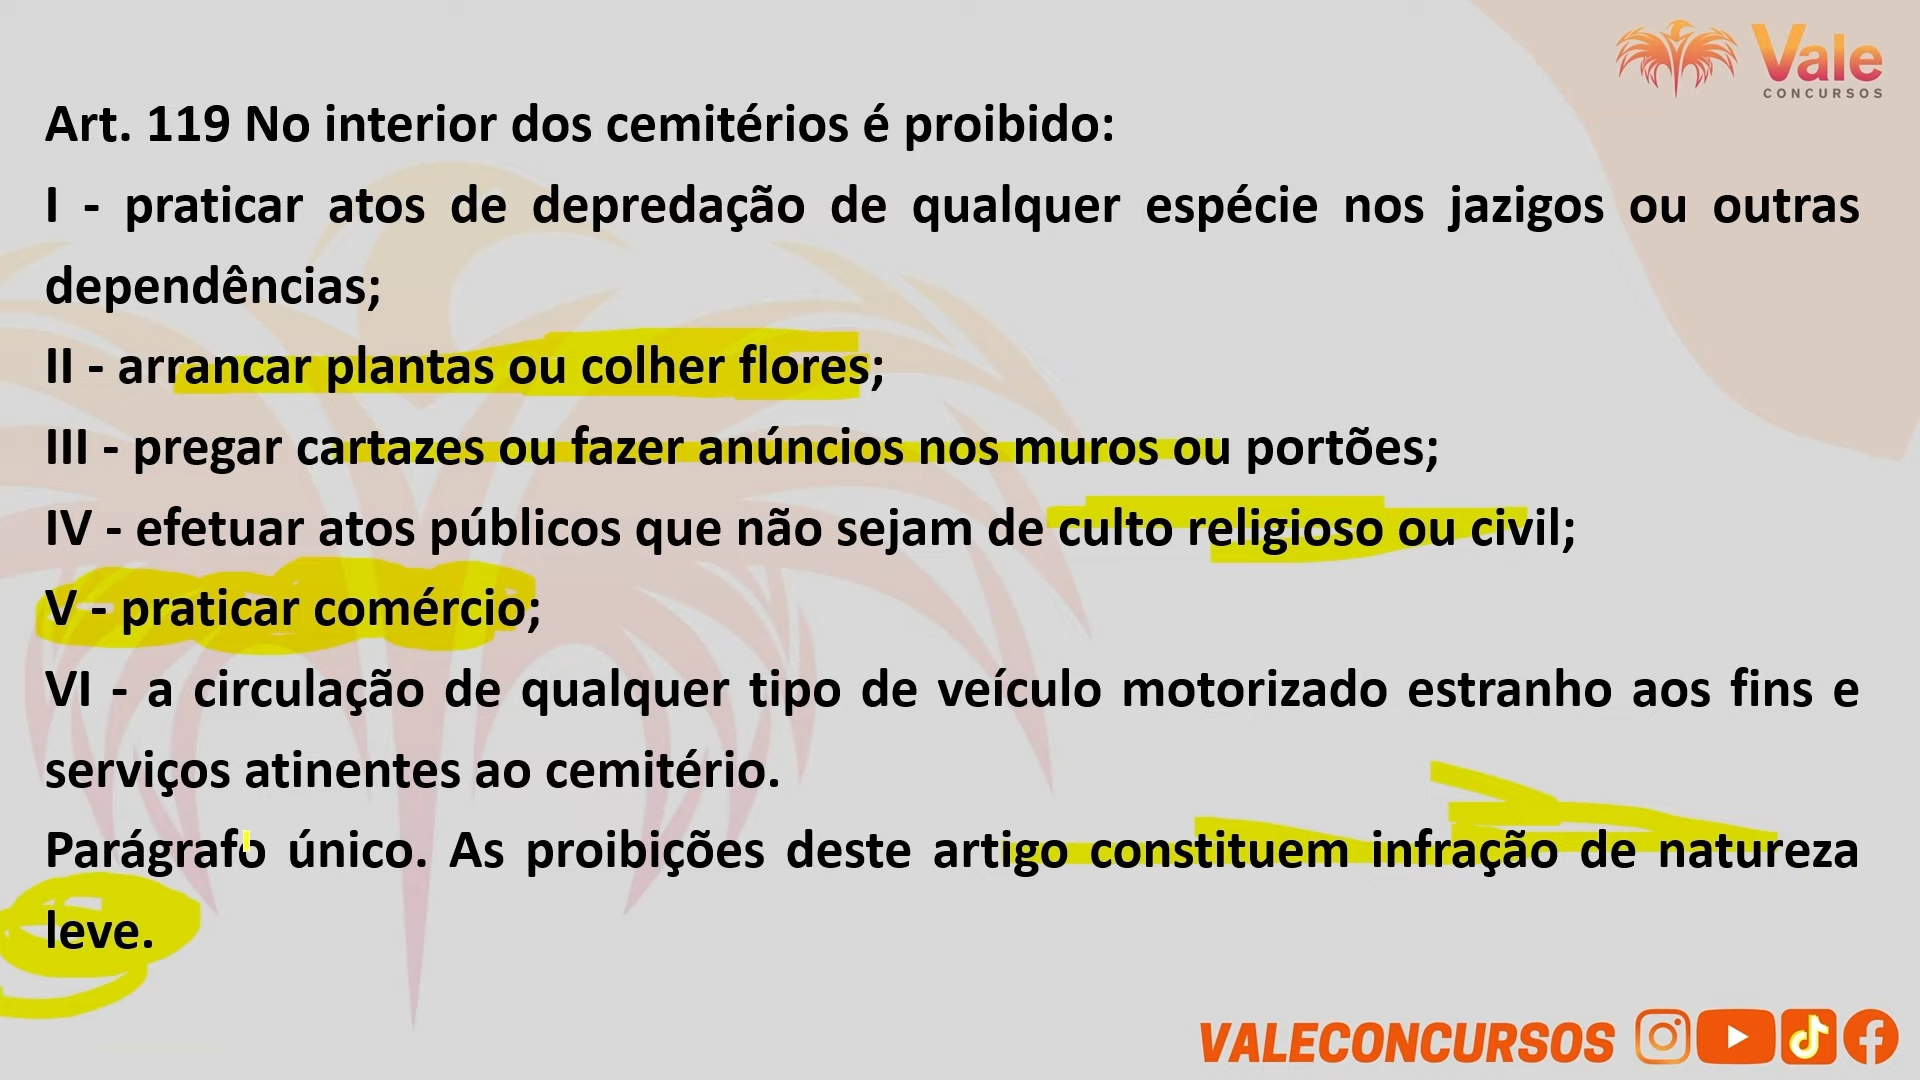 Vale
CONCURSOS
Art. 119 No interior dos cemitérios é proibido:
I - praticar atos de depredação de qualquer espécie nos jazigos ou outras
dependências;
II - arrancar plantas ou colher flores;
III - pregar cartazes ou fazer anúncios nos muros ou portões;
IV - efetuar atos públicos que não sejam de culto religioso ou civil;
V - praticar comércio;
VI - a circulação de qualquer tipo de veículo motorizado estranho aos fins e
serviços atinentes ao cemitério.
Parágrafo único. As proibições deste artigo constituem infração de natureza
leve.
VALECONCURSOS